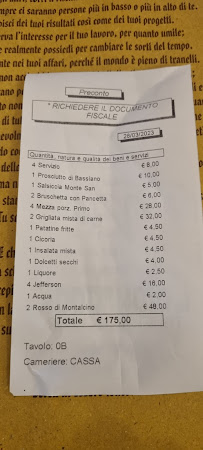 ci saranno persone più in basso o più in alto di te.
isci dei tuoi risultati così come dei tuoi progetti.
eva l'interesse per il tuo lavoro, per quanto umile;
realmente possiedi per cambiare le sorti del tempo.
nei tuoi affari, perché il mondo è pieno di tranelli.
Preconto
* RICHIEDERE IL DOCUMENTO
FISCALE
28/03/2023
Quantità, natura e qualità dei beni e servizi
4 Servizio € 8,00
1 Prosciutto di Bassiano € 10,00
1 Salsiccia Monte San € 5,00
2 Bruschetta con Pancetta € 6,00
4 Mezza porz. Primo € 28,00
2 Grigliata mista di carne € 32,00
1 Patatine fritte € 4,50
1 Cicoria € 4,50
1 Insalata mista € 4,50
1 Dolcetti secchi € 4,00
1 Liquore € 2,50
4 Jefferson € 16,00
1 Acqua € 2,00
2 Rosso di Montalcino € 48,00
Totale € 175,00
Tavolo: 0B
Cameriere: CASSA